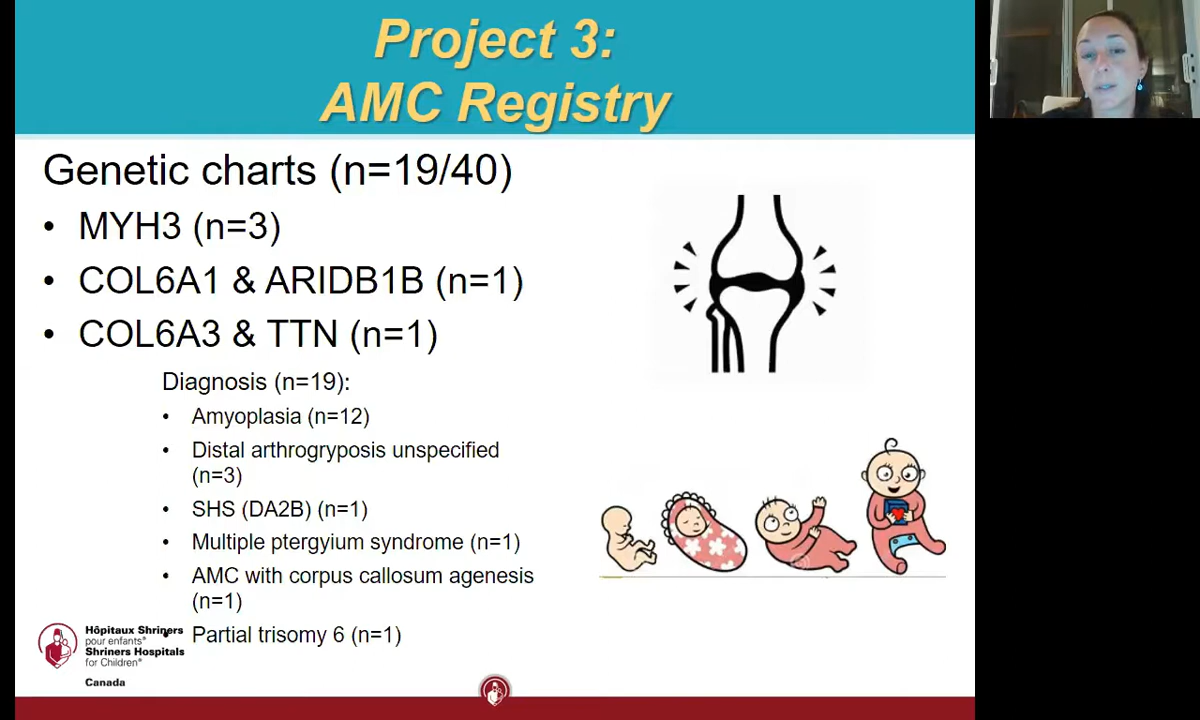 Project 3:
AMC Registry
Genetic charts (n=19/40)
• MYH3 (n=3)
• COL6A1 & ARIDB1B (n=1)
• COL6A3 & TTN (n=1)
Diagnosis (n=19):
• Amyoplasia (n=12)
• Distal arthrogryposis unspecified
(n=3)
• SHS (DA2B) (n=1)
• Multiple ptergyium syndrome (n=1)
• AMC with corpus callosum agenesis
(n=1)
• Partial trisomy 6 (n=1)
Hôpitaux Shriners
pour enfants®
Shriners Hospitals
for Children®
Canada